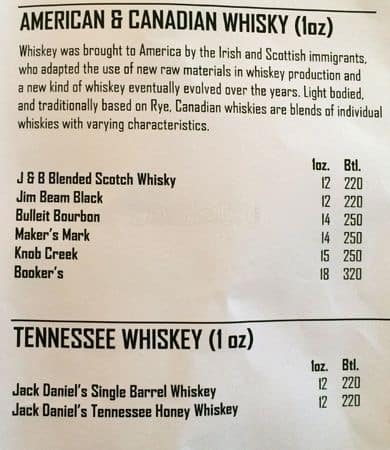 AMERICAN & CANADIAN WHISKY (1oz)
Whiskey was brought to America by the Irish and Scottish immigrants,
who adapted the use of new raw materials in whiskey production and
a new kind of whiskey eventually evolved over the years. Light bodied,
and traditionally based on Rye, Canadian whiskies are blends of individual
whiskies with varying characteristics.
1oz. Btl.
J & B Blended Scotch Whisky 12 220
Jim Beam Black 12 220
Bulleit Bourbon 14 250
Maker's Mark 14 250
Knob Creek 15 250
Booker's 18 320
TENNESSEE WHISKEY (1 oz)
1oz. Btl.
Jack Daniel's Single Barrel Whiskey 12 220
Jack Daniel's Tennessee Honey Whiskey 12 220